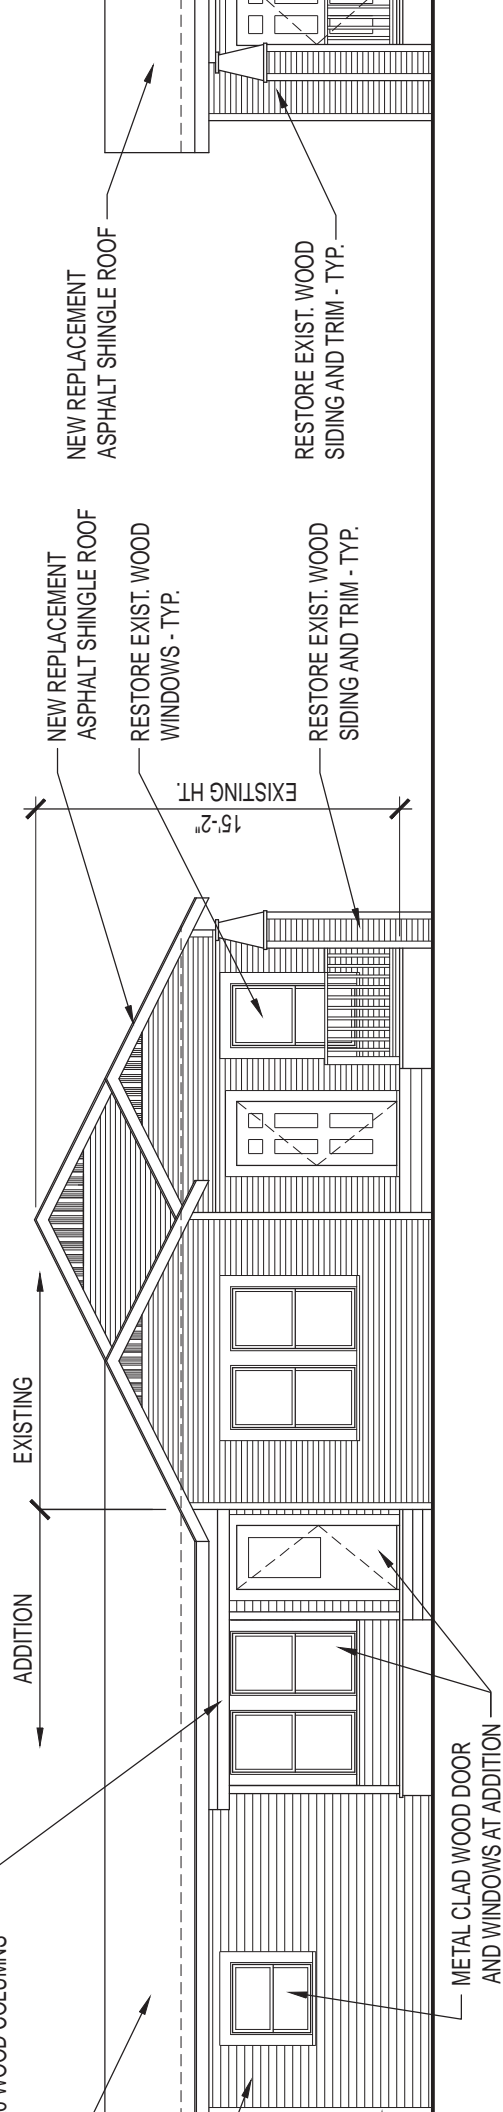 NEW REPLACEMENT
ASPHALT SHINGLE ROOF
RESTORE EXIST. WOOD
SIDING AND TRIM - TYP.
NEW REPLACEMENT
ASPHALT SHINGLE ROOF
RESTORE EXIST. WOOD
WINDOWS - TYP.
RESTORE EXIST. WOOD
SIDING AND TRIM - TYP.
15'-2"
EXISTING HT.
EXISTING
ADDITION
METAL CLAD WOOD DOOR
AND WINDOWS AT ADDITION
WOOD COLUMNS